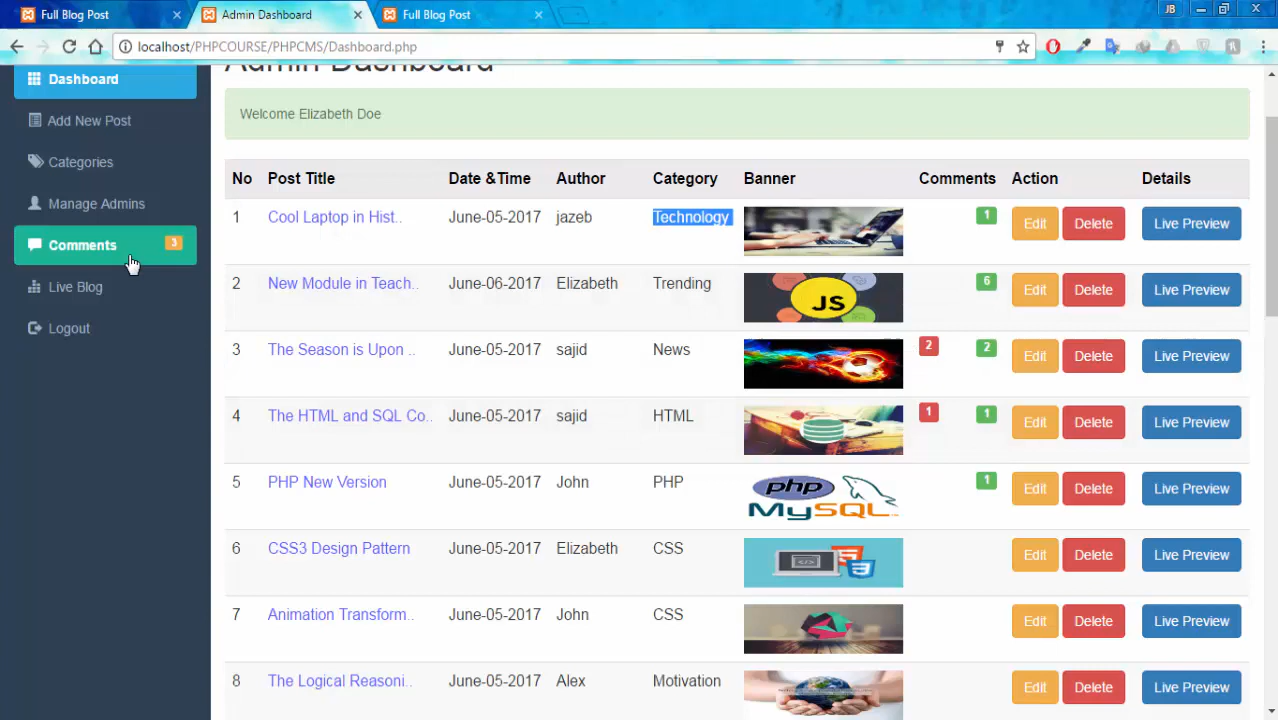 Full Blog Post
Admin Dashboard
Full Blog Post
JB
localhost/PHPCOURSE/PHPCMS/Dashboard.php
Admin Dashboard
Dashboard
Welcome Elizabeth Doe
Add New Post
Categories
Manage Admins
Comments 3
Live Blog
Logout
No Post Title Date &Time Author Category Banner Comments Action Details
1 Cool Laptop in Hist.. June-05-2017 jazeb Technology 1 Edit Delete Live Preview
2 New Module in Teach.. June-06-2017 Elizabeth Trending JS 6 Edit Delete Live Preview
3 The Season is Upon .. June-05-2017 sajid News 2 2 Edit Delete Live Preview
4 The HTML and SQL Co.. June-05-2017 sajid HTML 1 1 Edit Delete Live Preview
5 PHP New Version June-05-2017 John PHP php MySQL 1 Edit Delete Live Preview
6 CSS3 Design Pattern June-05-2017 Elizabeth CSS Edit Delete Live Preview
7 Animation Transform.. June-05-2017 John CSS Edit Delete Live Preview
8 The Logical Reasoni.. June-05-2017 Alex Motivation Edit Delete Live Preview